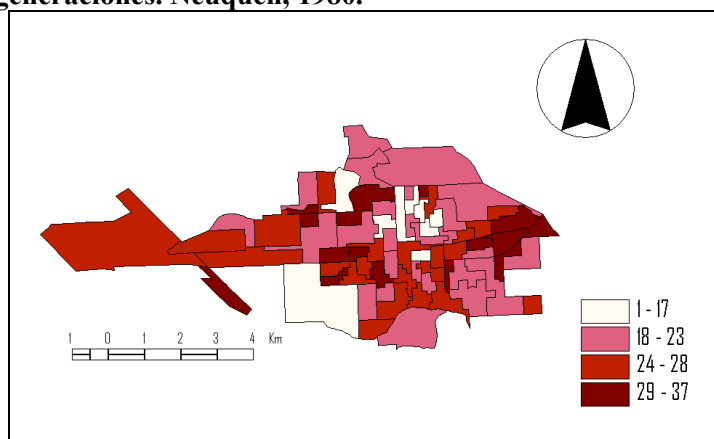 generaciones. Neuquén, 1980.
1 - 17
18 - 23
24 - 28
29 - 37
1 0 1 2 3 4 Km